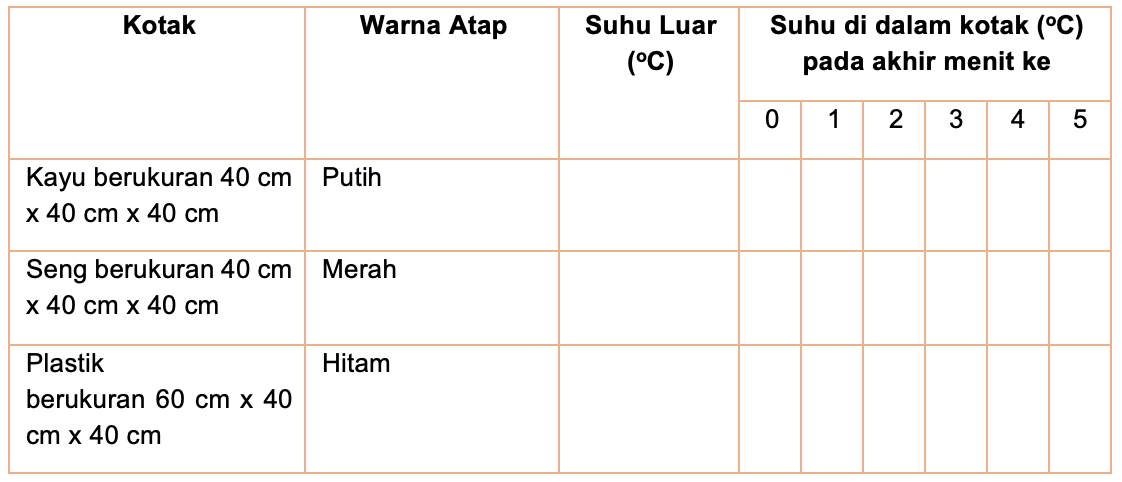 Kotak
Warna Atap
Suhu Luar
(ºC)
Suhu di dalam kotak (ºC)
pada akhir menit ke
0 1 2 3 4 5
Kayu berukuran 40 cm
x 40 cm x 40 cm
Putih
Seng berukuran 40 cm
x 40 cm x 40 cm
Merah
Plastik
berukuran 60 cm x 40
cm x 40 cm
Hitam